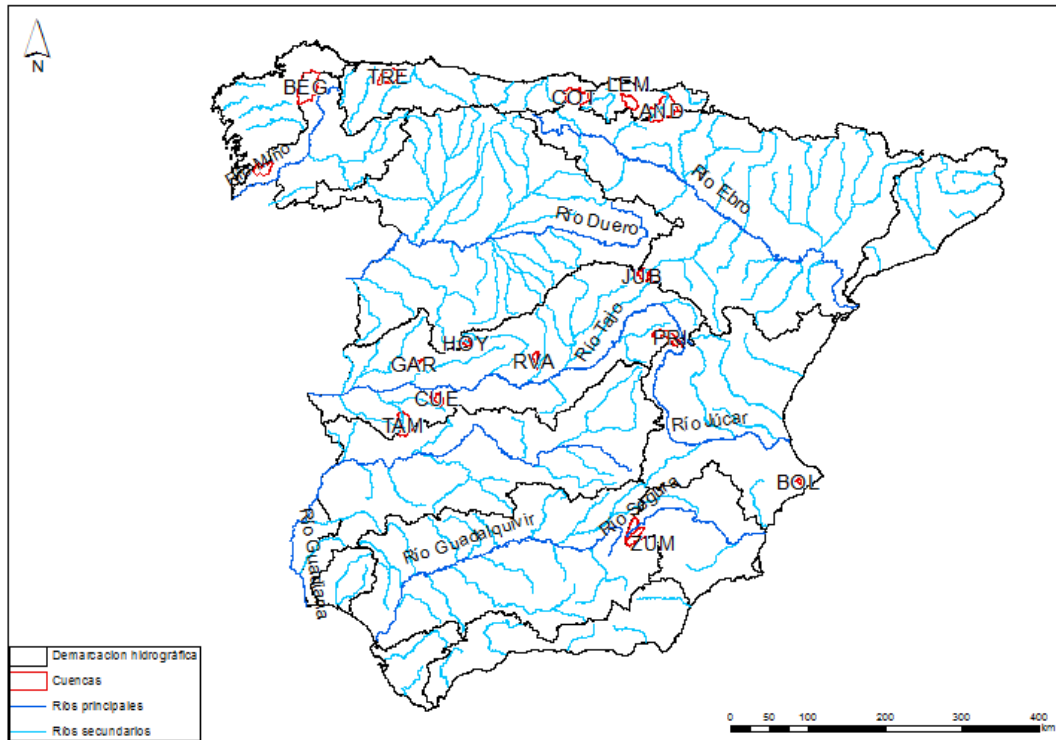 N
BEG
TRE
COT
LEM
AND
Río Miño
Río Ebro
Río Duero
JUB
Río Tajo
HOY
GAR
RVA
PRI
CUE
TAM
Río Júcar
BOL
Río Segura
ZUM
Río Guadalquivir
Río Guadiana
Demarcación hidrográfica
Cuencas
Ríos principales
Ríos secundarios
0 50 100 200 300 400
km